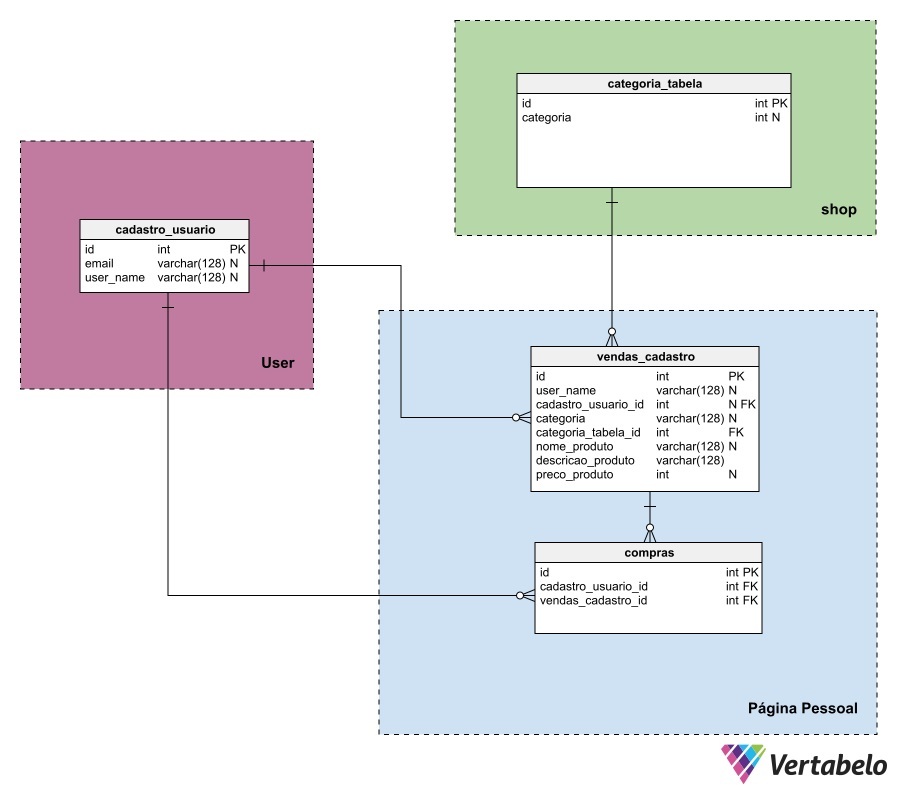 categoria_tabela
id int PK
categoria int N
shop
cadastro_usuario
id int PK
email varchar(128) N
user_name varchar(128) N
User
vendas_cadastro
id int PK
user_name varchar(128) N
cadastro_usuario_id int N FK
categoria varchar(128) N
categoria_tabela_id int FK
nome_produto varchar(128) N
descricao_produto varchar(128)
preco_produto int N
compras
id int PK
cadastro_usuario_id int FK
vendas_cadastro_id int FK
Página Pessoal
Vertabelo